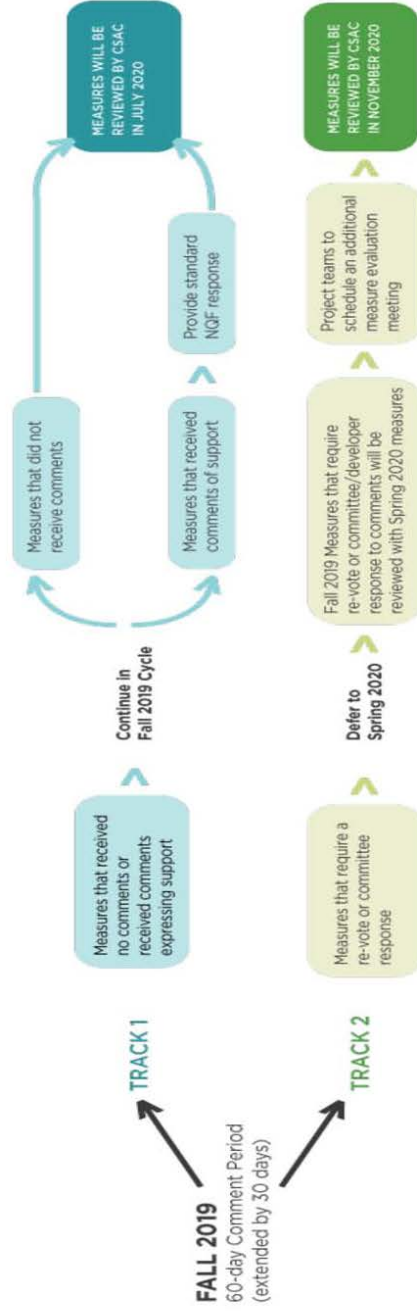 FALL 2019
60-day Comment Period
(extended by 30 days)
TRACK 1
Measures that received
no comments or
received comments
expressing support
Continue in
Fall 2019 Cycle
Measures that did not
receive comments
Measures that received
comments of support
Provide standard
NQF response
MEASURES WILL BE
REVIEWED BY CSAC
IN JULY 2020
TRACK 2
Measures that require a
re-vote or committee
response
Defer to
Spring 2020
Fall 2019 Measures that require
re-vote or committee/developer
response to comments will be
reviewed with Spring 2020 measures
Project teams to
schedule an additional
measure evaluation
meeting
MEASURES WILL BE
REVIEWED BY CSAC
IN NOVEMBER 2020